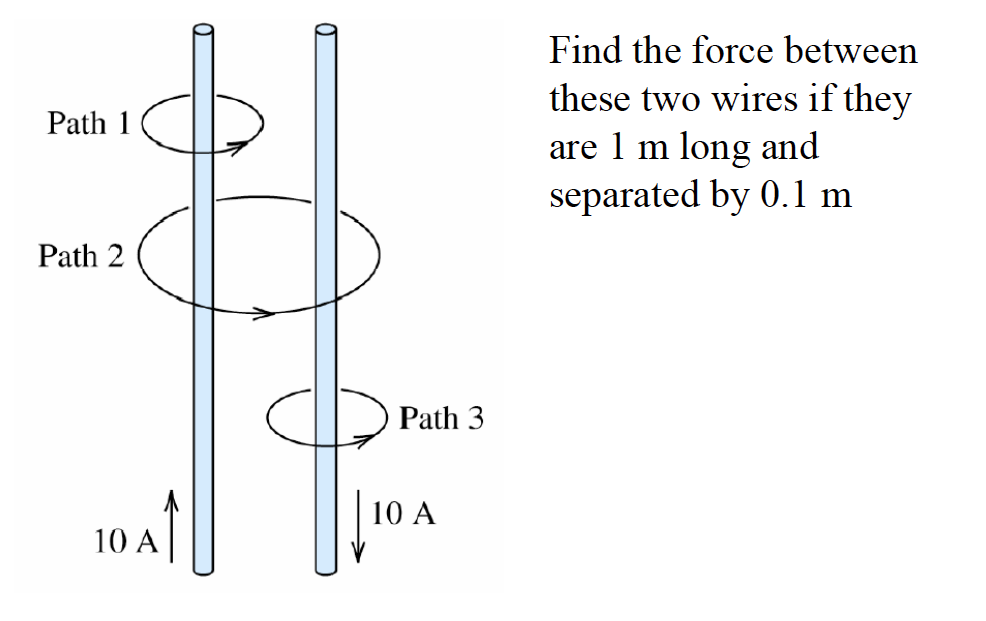 Find the force between
these two wires if they
are 1 m long and
separated by 0.1 m
Path 1
Path 2
Path 3
10 A
10 A